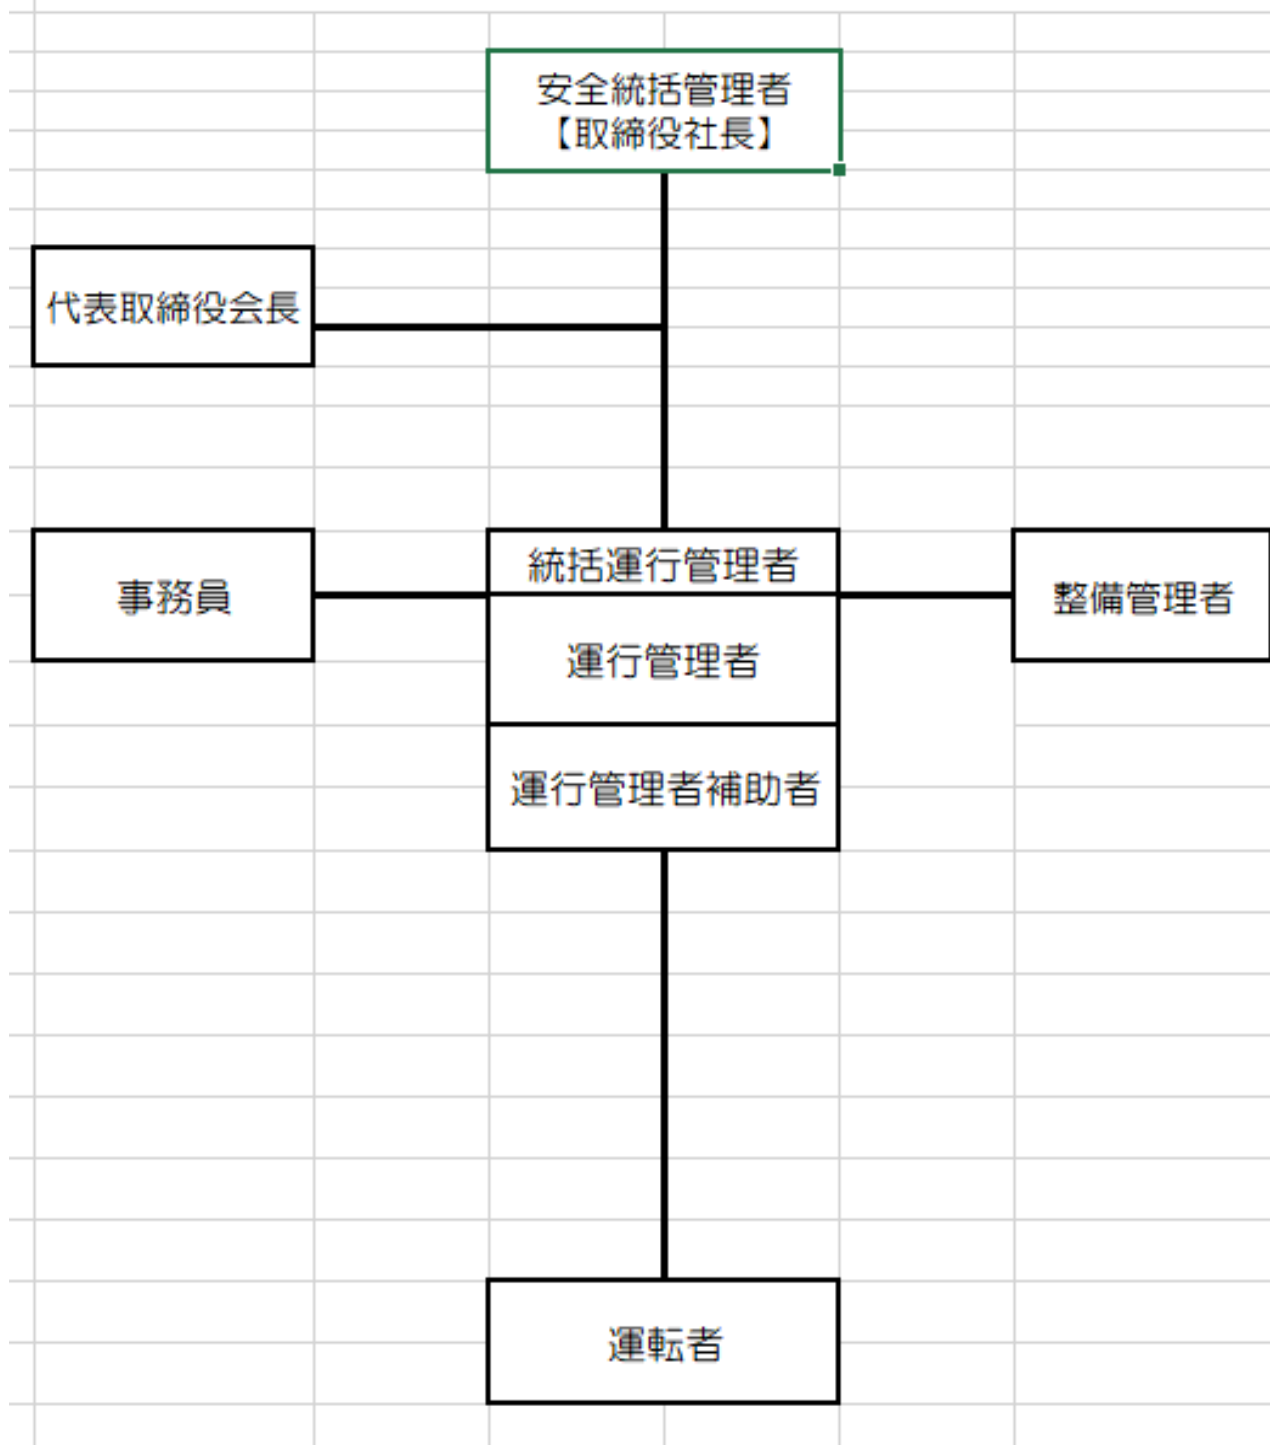 安全統括管理者
【取締役社長】
代表取締役会長
統括運行管理者
事務員
整備管理者
運行管理者
運行管理者補助者
運転者